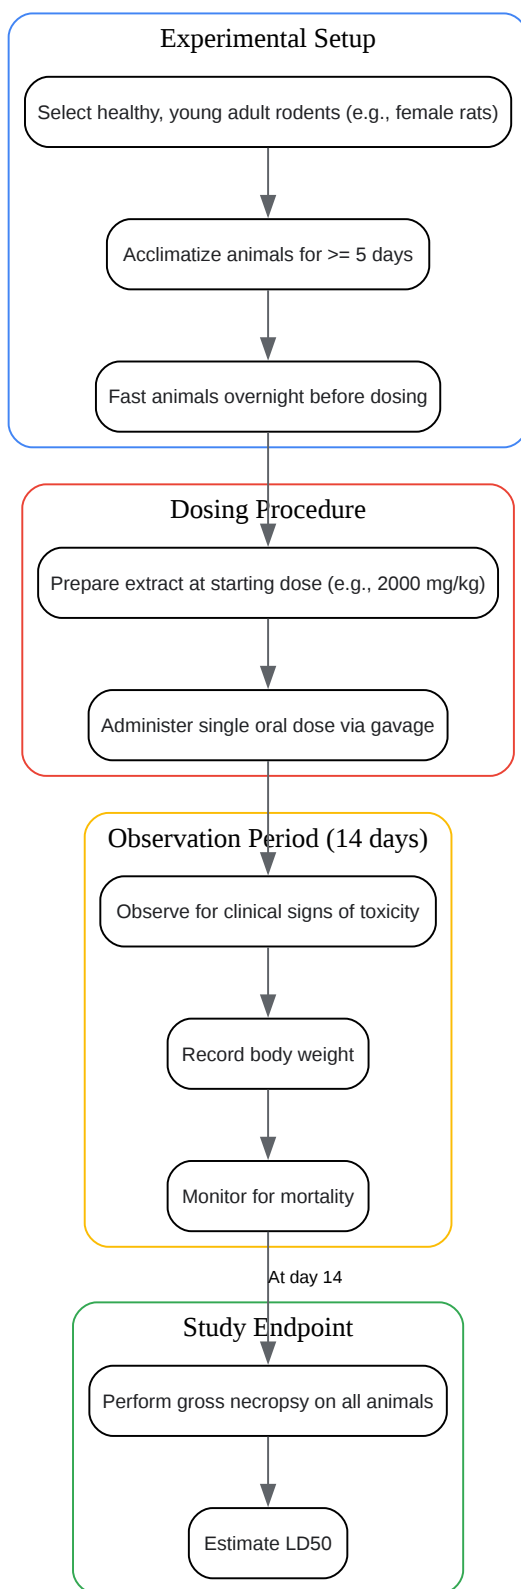 Experimental Setup
Select healthy, young adult rodents (e.g., female rats)
Acclimatize animals for >= 5 days
Fast animals overnight before dosing
Dosing Procedure
Prepare extract at starting dose (e.g., 2000 mg/kg)
Administer single oral dose via gavage
Observation Period (14 days)
Observe for clinical signs of toxicity
Record body weight
Monitor for mortality
At day 14
Study Endpoint
Perform gross necropsy on all animals
Estimate LD50